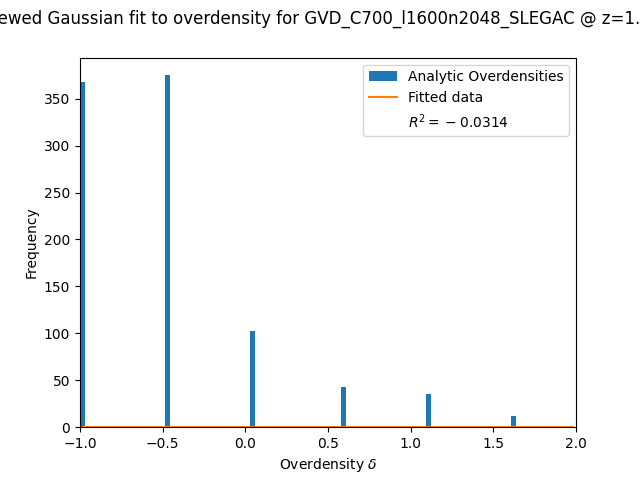 ewed Gaussian fit to overdensity for GVD_C700_l1600n2048_SLEGAC @ z=1.
Analytic Overdensities
Fitted data
R² = − 0.0314
350
300
250
200
150
100
50
0
Frequency
−1.0 −0.5 0.0 0.5 1.0 1.5 2.0
Overdensity δ